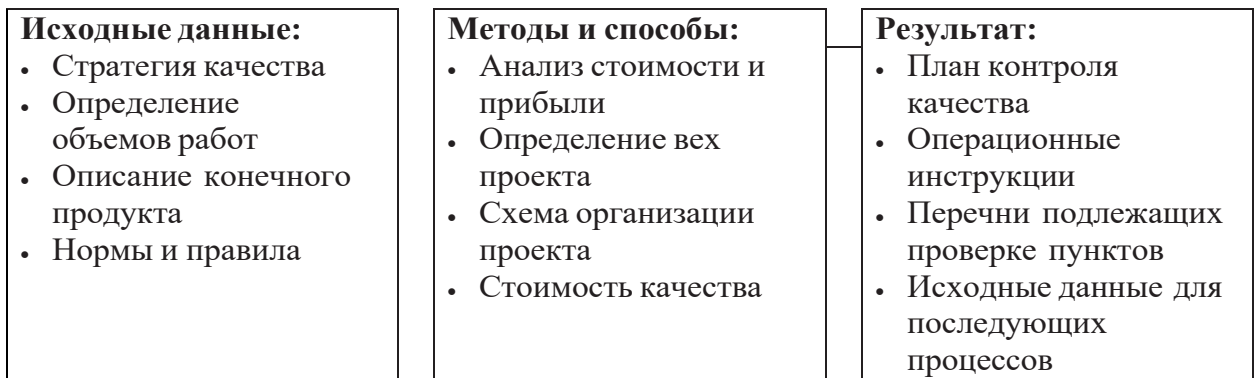 Исходные данные:
• Стратегия качества
• Определение
объемов работ
• Описание конечного
продукта
• Нормы и правила
Методы и способы:
• Анализ стоимости и
прибыли
• Определение вех
проекта
• Схема организации
проекта
• Стоимость качества
Результат:
• План контроля
качества
• Операционные
инструкции
• Перечни подлежащих
проверке пунктов
• Исходные данные для
последующих
процессов